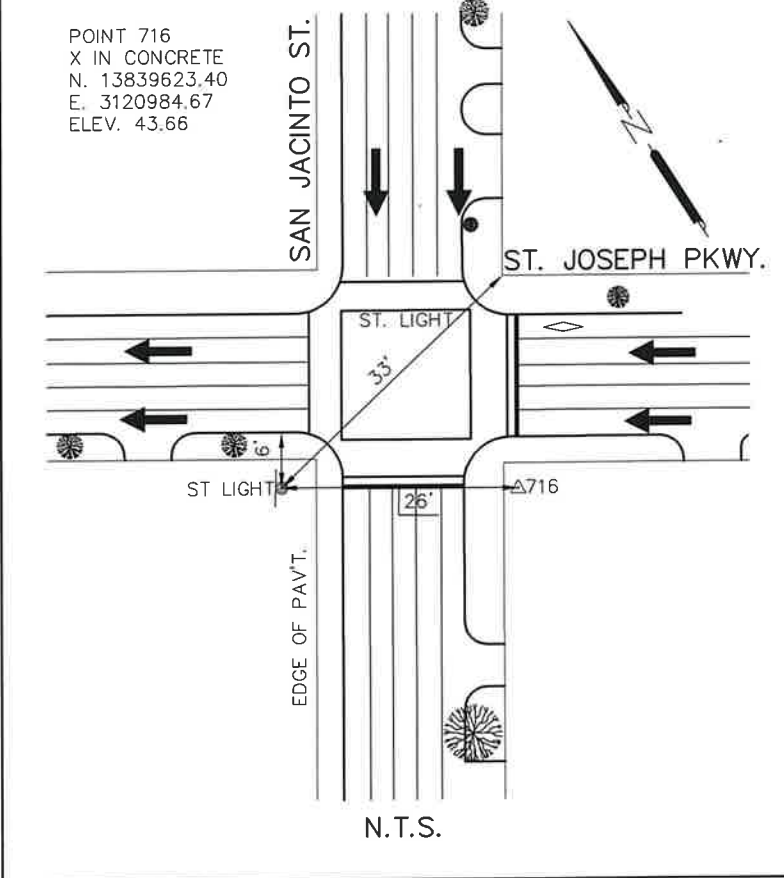 POINT 716
X IN CONCRETE
N. 13839623.40
E. 3120984.67
ELEV. 43.66
SAN JACINTO ST.
N
ST. JOSEPH PKWY.
ST. LIGHT
33'
6'
ST LIGHT
26'
716
EDGE OF PAV'T.
N.T.S.